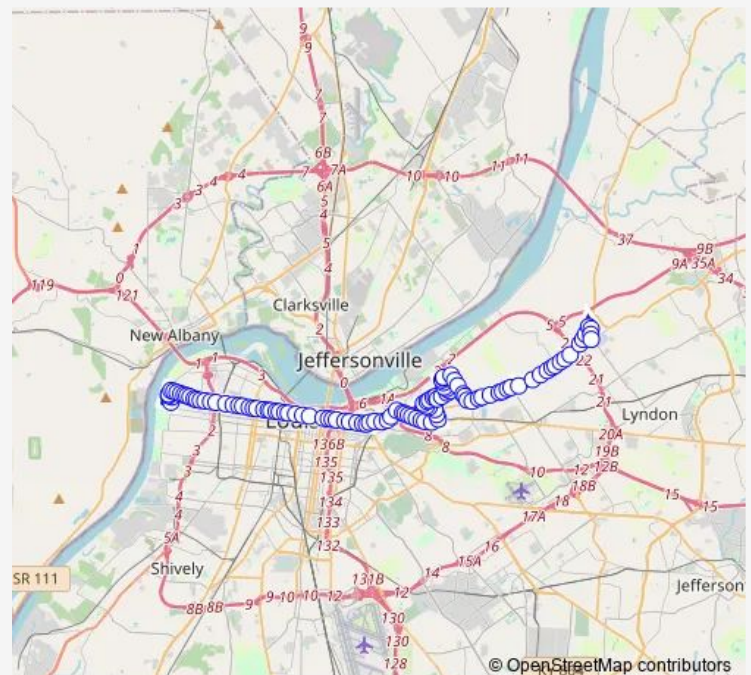 9
9
7
7
6B
7A
7
6A
5
4
5
4
4
4
3
3
1
0
121
119
10
10
11
11
37
9B
9A
35A
34
Clarksville
2
New Albany
Jeffersonville
1
1
3
0
6
1A
2
5
5
22
21
21
20A
19B
12
12B
18B
18
17A
16
15A
14
15
15
10
8
8
Lyndon
136B
135
135
134
133
132
2
3
4
4
5A
Shively
SR 111
8B
8B
9
9
10
10
12
131B
12
130
130
128
Jefferson
© OpenStreetMap contributors